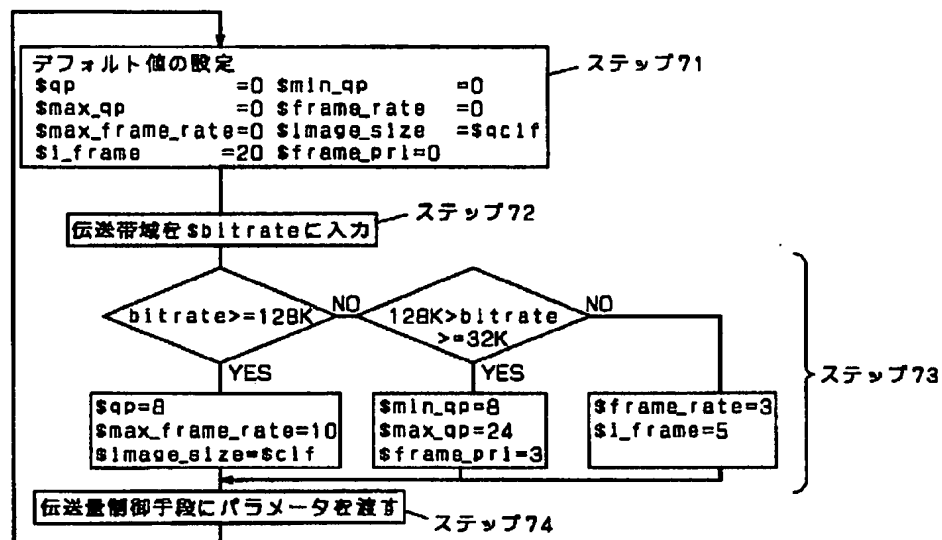 デフォルト値の設定
$qp =0 $min_qp =0
$max_qp =0 $frame_rate =0
$max_frame_rate=0 $image_size =$qcif
$i_frame =20 $frame_pri=0
ステップ71
ステップ72
伝送帯域を$bitrateに入力
bitrate>=128K
NO
128K>bitrate
>=32K
NO
YES
YES
ステップ73
$qp=8
$max_frame_rate=10
$image_size=$cif
$min_qp=8
$max_qp=24
$frame_pri=3
$frame_rate=3
$i_frame=5
伝送量制御手段にパラメータを渡す
ステップ74